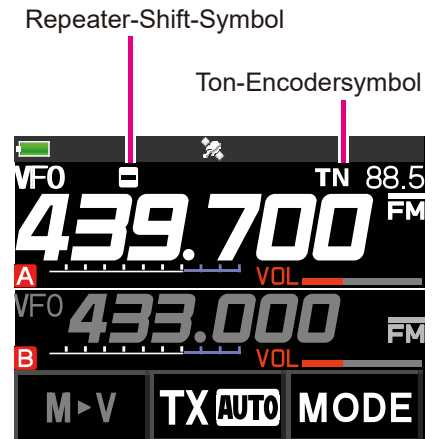 Repeater-Shift-Symbol
Ton-Encodersymbol
VFO TN 88.5
439.700 FM
A VOL
VFO 433.000 FM
B VOL
M▸V TX AUTO MODE